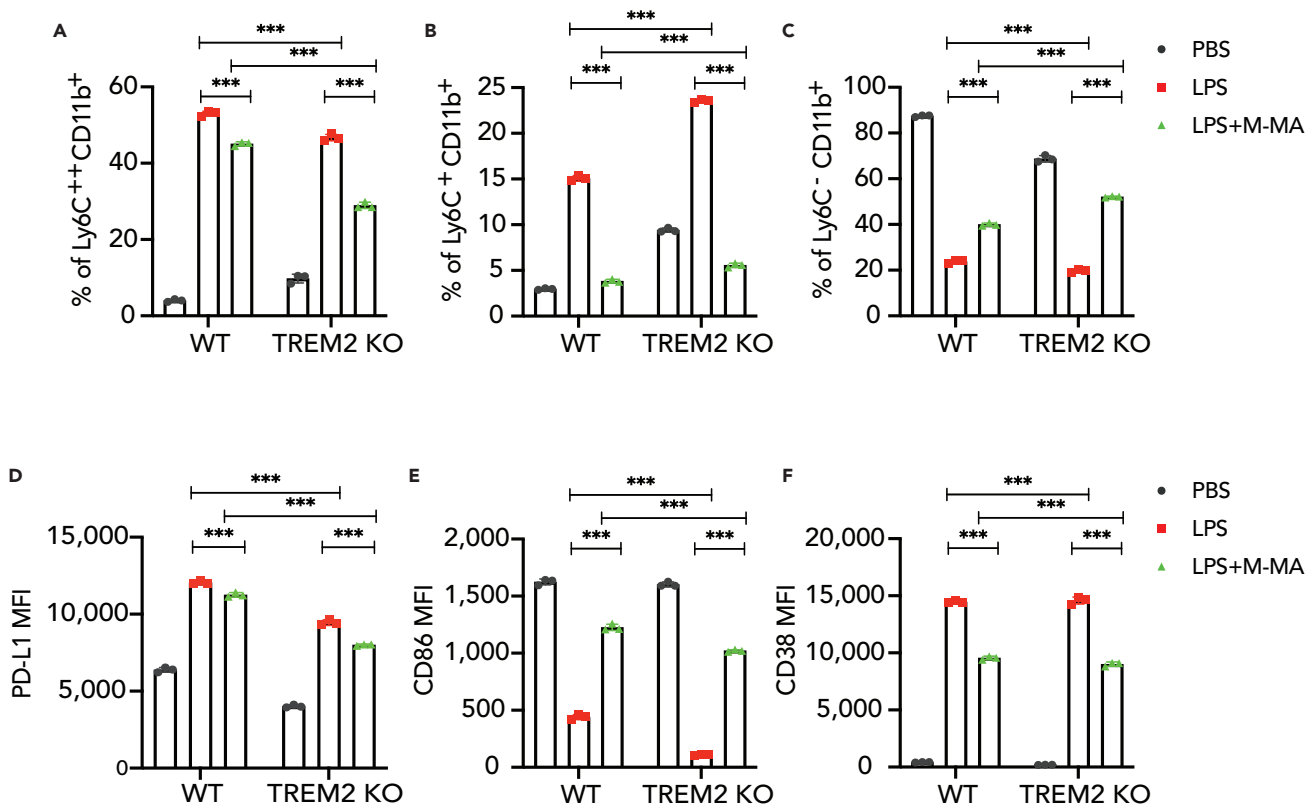 A
% of Ly6C++ CD11b+
60
40
20
0
***
***
***
***
WT
TREM2 KO
B
% of Ly6C+ CD11b+
25
20
15
10
5
0
***
***
***
***
WT
TREM2 KO
C
% of Ly6C- CD11b+
100
80
60
40
20
0
***
***
***
***
WT
TREM2 KO
PBS
LPS
LPS+M-MA
D
PD-L1 MFI
15,000
10,000
5,000
0
***
***
***
***
WT
TREM2 KO
E
CD86 MFI
2,000
1,500
1,000
500
0
***
***
***
***
WT
TREM2 KO
F
CD38 MFI
20,000
15,000
10,000
5,000
0
***
***
***
***
WT
TREM2 KO
PBS
LPS
LPS+M-MA